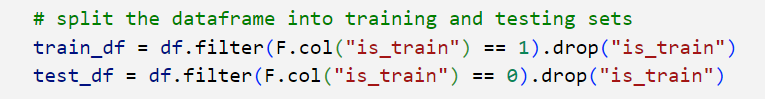 # split the dataframe into training and testing sets
train_df = df.filter(F.col("is_train") == 1).drop("is_train")
test_df = df.filter(F.col("is_train") == 0).drop("is_train")